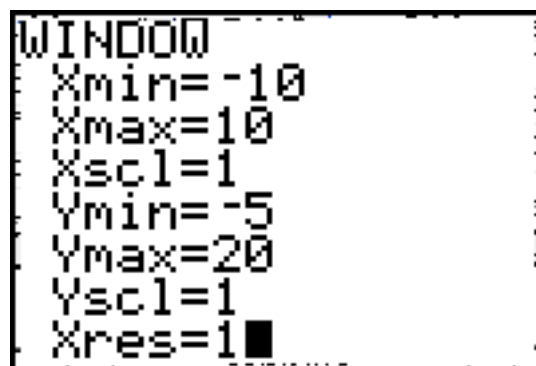 WINDOW
Xmin=-10
Xmax=10
Xscl=1
Ymin=-5
Ymax=20
Yscl=1
Xres=1